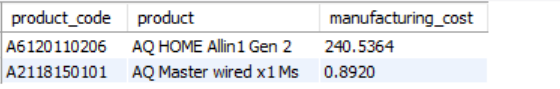 product_code product manufacturing_cost
A6120110206 AQ HOME Allin1 Gen 2 240.5364
A2118150101 AQ Master wired x1 Ms 0.8920